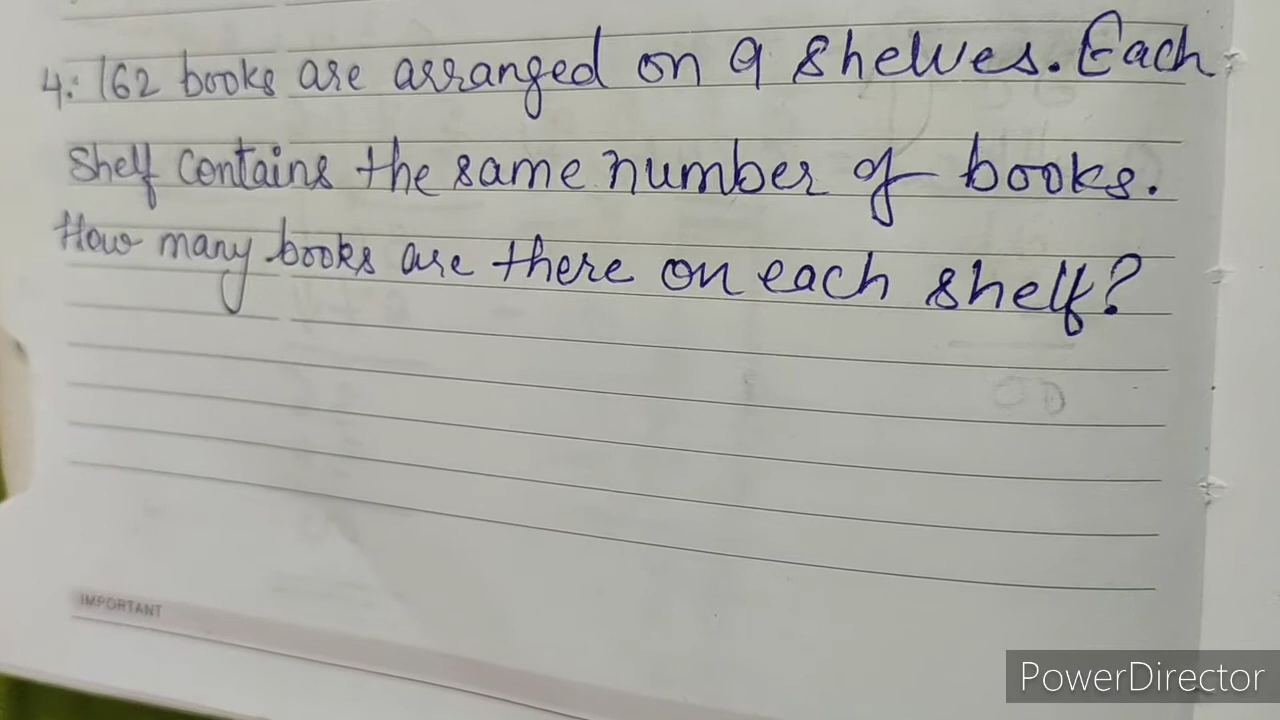 4. 162 books are arranged on 9 shelves. Each
shelf contains the same number of books.
How many books are there on each shelf?
IMPORTANT
PowerDirector